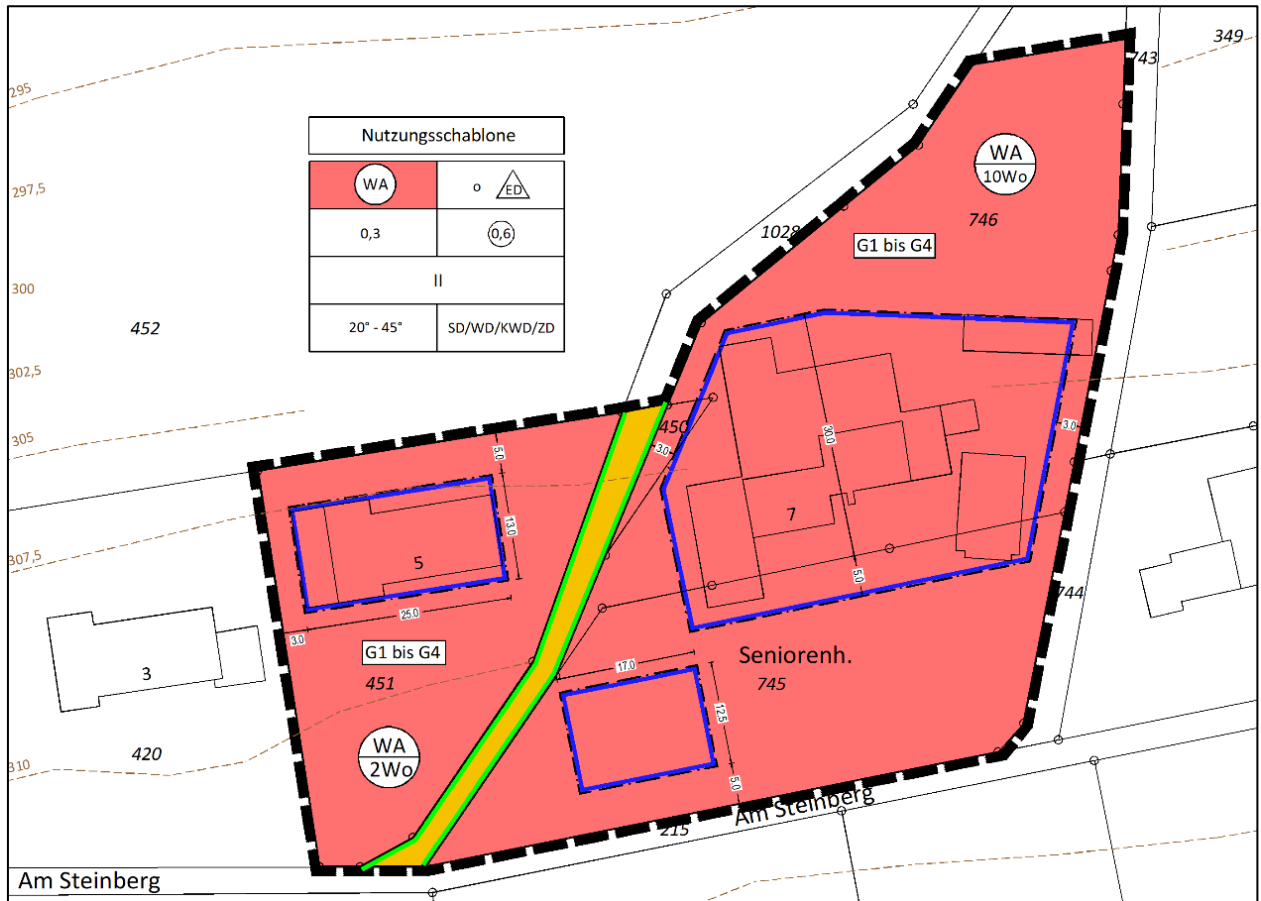 349
743
295
Nutzungsschablone
WA
o
ED
WA
10Wo
297,5
746
0,3
0,6
1028
G1 bis G4
II
300
452
20° - 45°
SD/WD/KWD/ZD
302,5
305
450
3.0
30.0
3.0
5.0
13.0
7
307,5
5
5.0
25.0
744
3.0
G1 bis G4
3
17.0
Seniorenh.
451
745
12.5
420
WA
2Wo
310
5.0
Am Steinberg
215
Am Steinberg